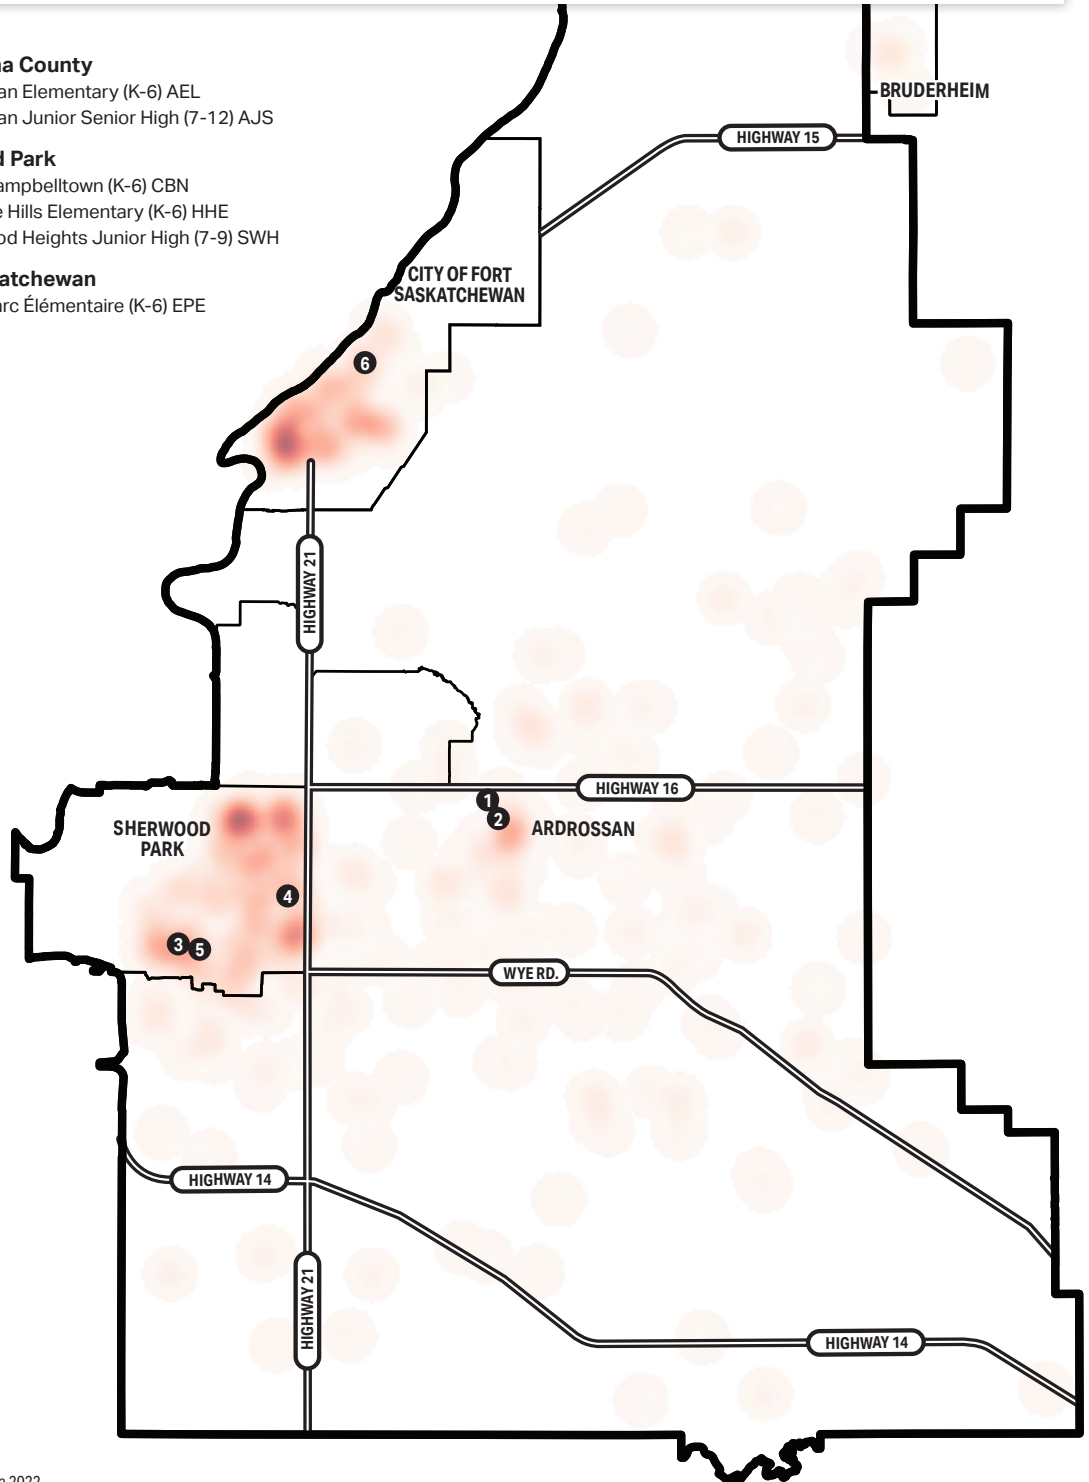 na County
an Elementary (K-6) AEL
an Junior Senior High (7-12) AJS
d Park
ampbelltown (K-6) CBN
e Hills Elementary (K-6) HHE
od Heights Junior High (7-9) SWH
atchewan
arc Élémentaire (K-6) EPE
BRUDERHEIM
HIGHWAY 15
CITY OF FORT
SASKATCHEWAN
6
HIGHWAY 21
HIGHWAY 16
1
2
ARDROSSAN
SHERWOOD
PARK
4
3
5
WYE RD.
HIGHWAY 14
HIGHWAY 21
HIGHWAY 14
2022